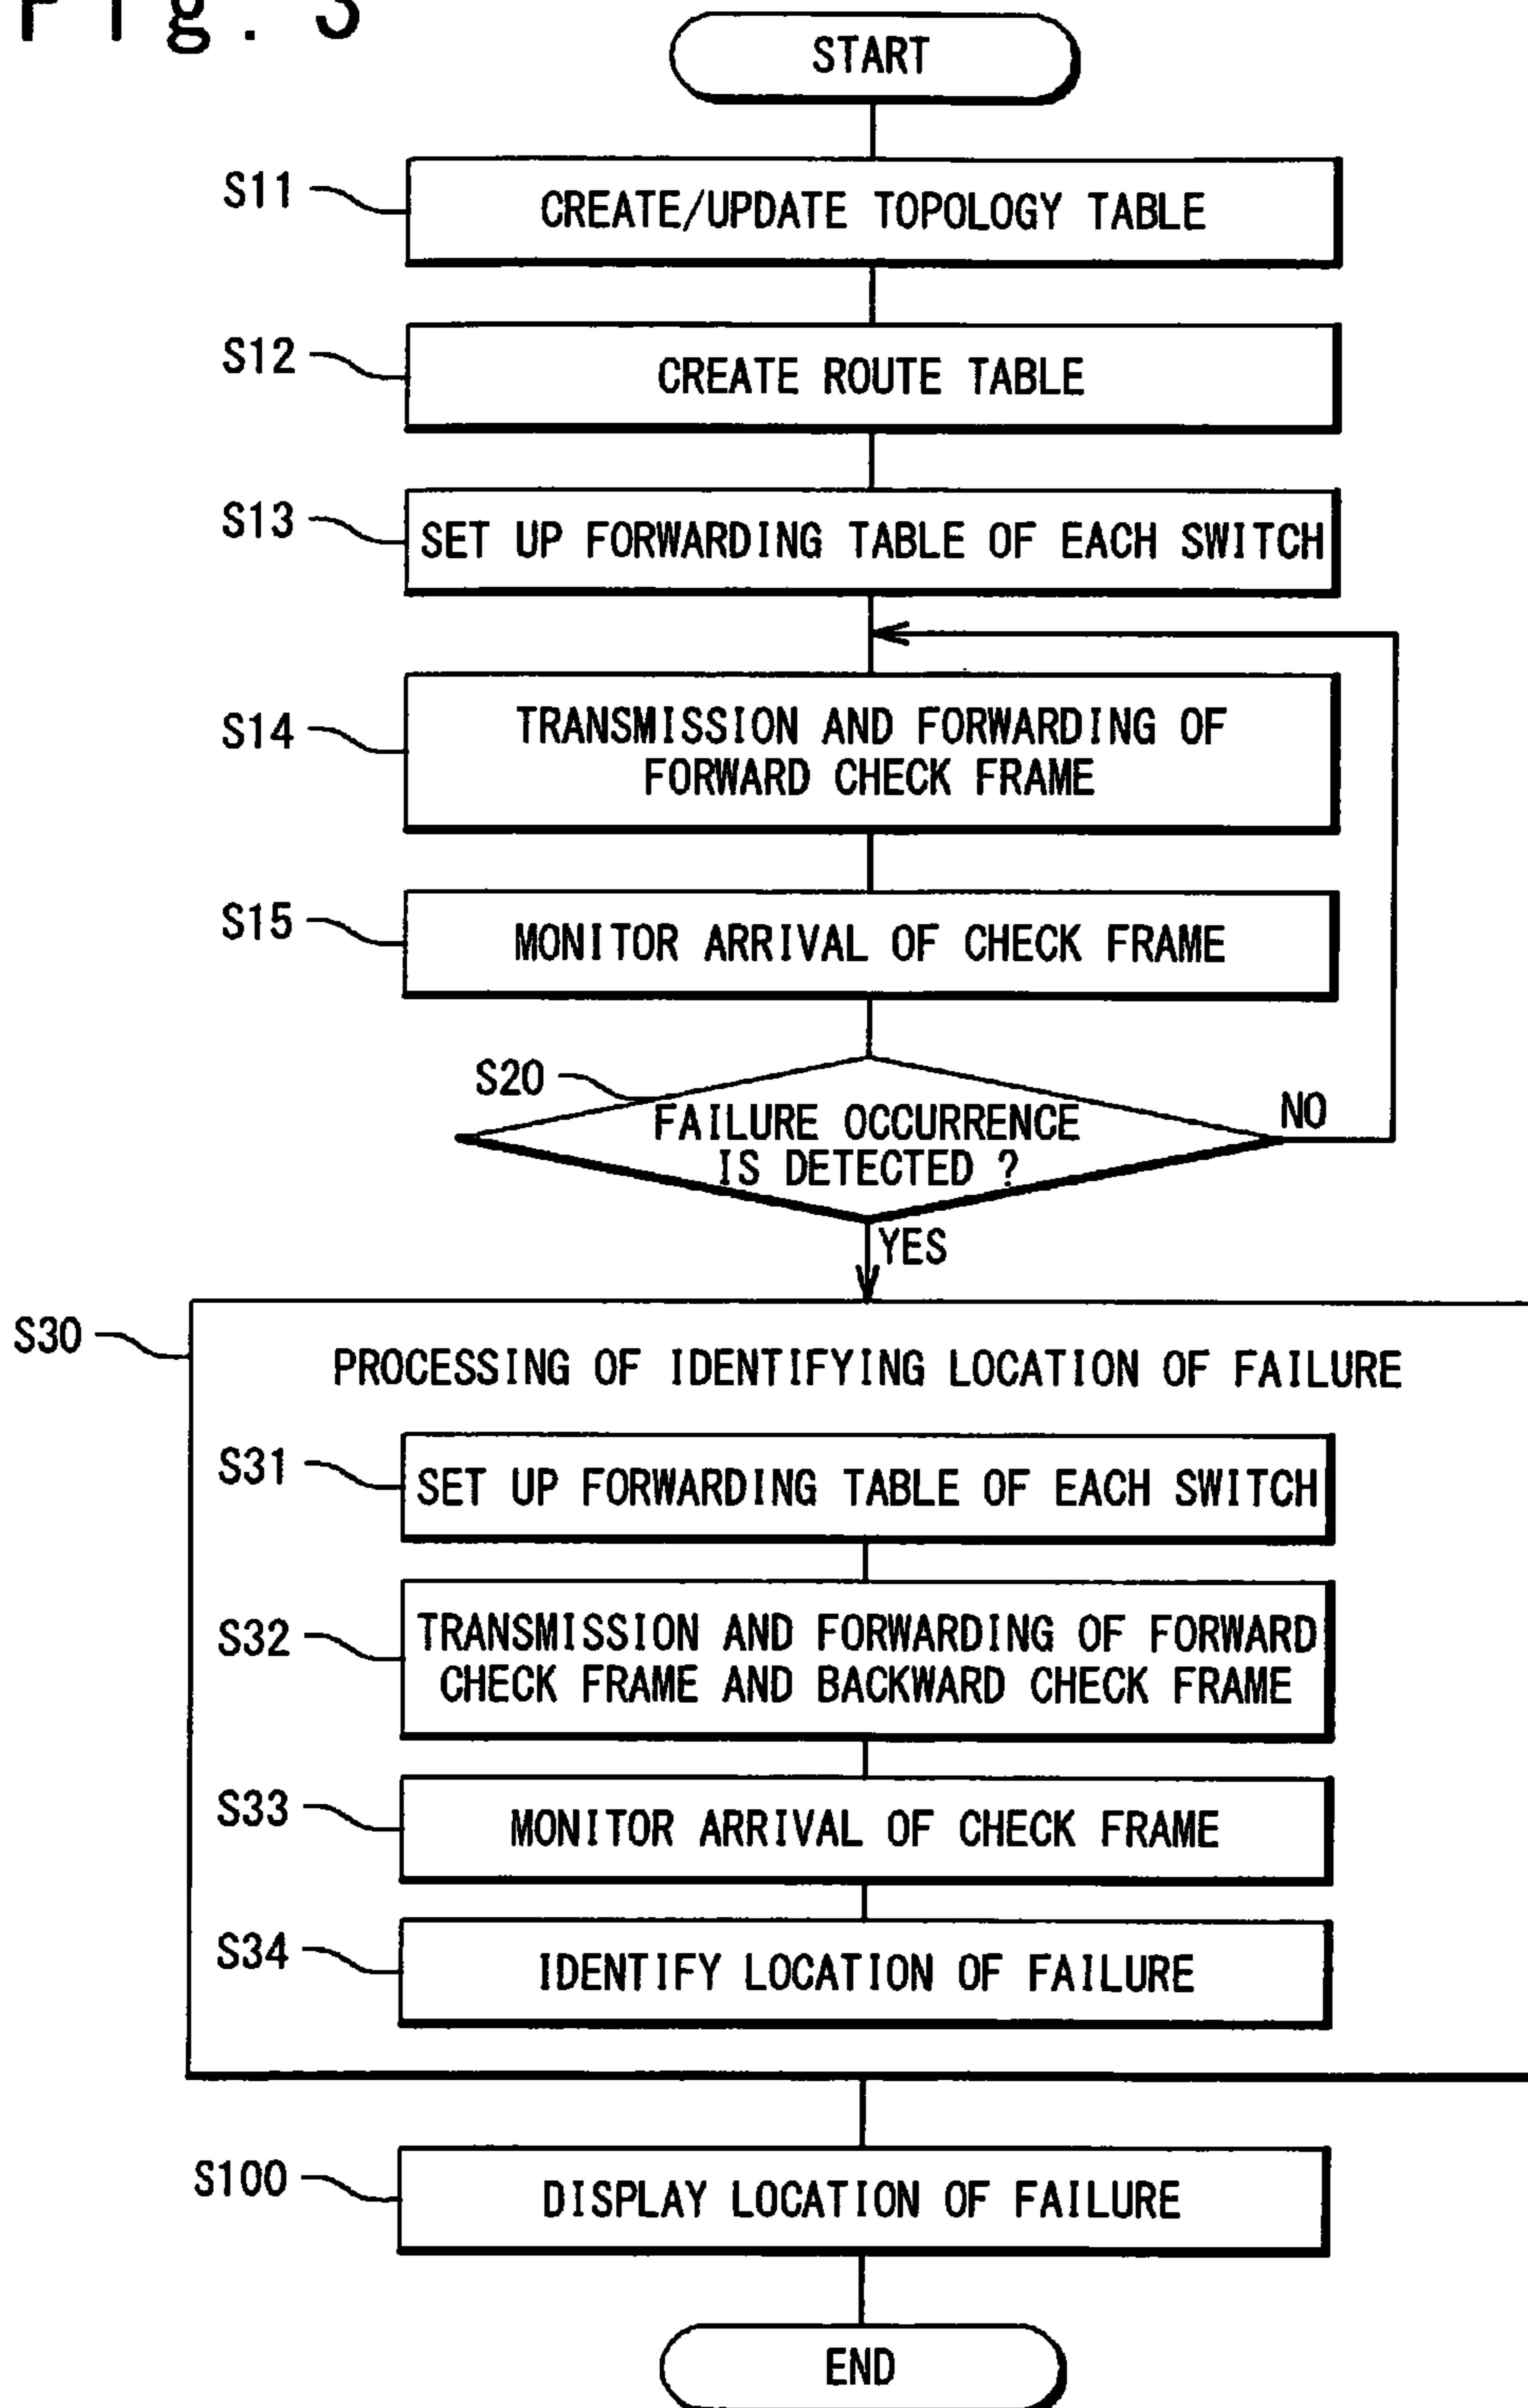 Fig. 3
START
S11
CREATE/UPDATE TOPOLOGY TABLE
S12
CREATE ROUTE TABLE
S13
SET UP FORWARDING TABLE OF EACH SWITCH
S14
TRANSMISSION AND FORWARDING OF
FORWARD CHECK FRAME
S15
MONITOR ARRIVAL OF CHECK FRAME
S20
FAILURE OCCURRENCE
IS DETECTED ?
NO
YES
S30
PROCESSING OF IDENTIFYING LOCATION OF FAILURE
S31
SET UP FORWARDING TABLE OF EACH SWITCH
S32
TRANSMISSION AND FORWARDING OF FORWARD
CHECK FRAME AND BACKWARD CHECK FRAME
S33
MONITOR ARRIVAL OF CHECK FRAME
S34
IDENTIFY LOCATION OF FAILURE
S100
DISPLAY LOCATION OF FAILURE
END